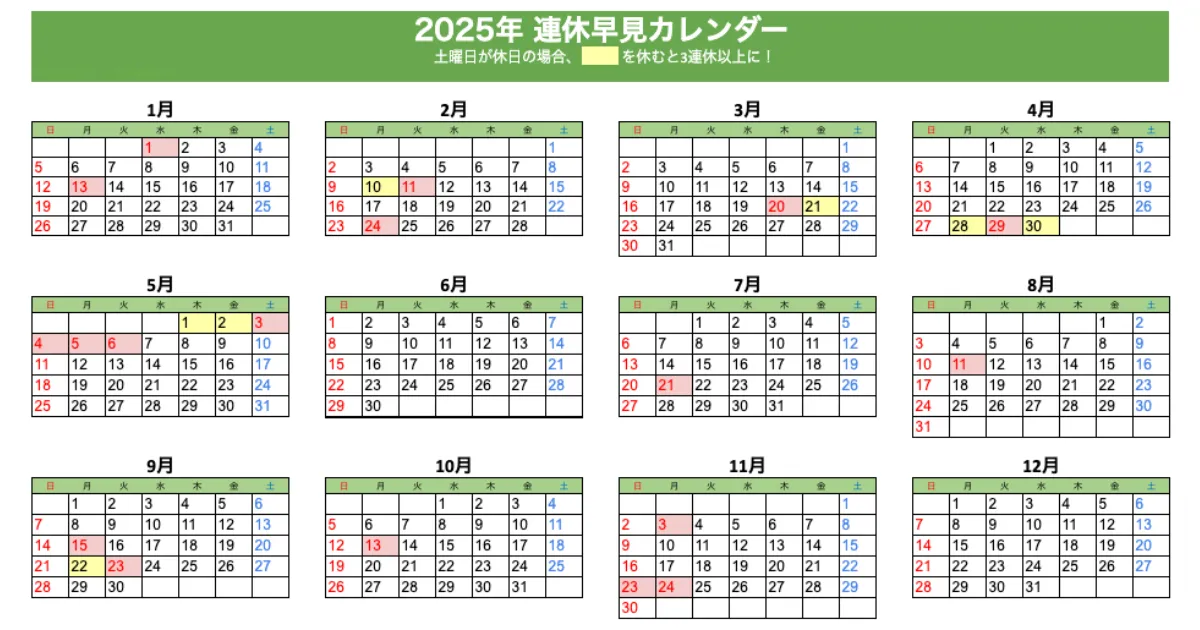 2025年 連休早見カレンダー
土曜日が休日の場合、 を休むと3連休以上に！
1月 2月 3月 4月
日 月 火 水 木 金 土 日 月 火 水 木 金 土 日 月 火 水 木 金 土 日 月 火 水 木 金 土
1 2 3 4 1 1 1 2 3 4 5
5 6 7 8 9 10 11 2 3 4 5 6 7 8 2 3 4 5 6 7 8 6 7 8 9 10 11 12
12 13 14 15 16 17 18 9 10 11 12 13 14 15 9 10 11 12 13 14 15 13 14 15 16 17 18 19
19 20 21 22 23 24 25 16 17 18 19 20 21 22 16 17 18 19 20 21 22 20 21 22 23 24 25 26
26 27 28 29 30 31 23 24 25 26 27 28 23 24 25 26 27 28 29 27 28 29 30
30 31
5月 6月 7月 8月
日 月 火 水 木 金 土 日 月 火 水 木 金 土 日 月 火 水 木 金 土 日 月 火 水 木 金 土
1 2 3 1 2 3 4 5 6 7 1 2 3 4 5 1 2
4 5 6 7 8 9 10 8 9 10 11 12 13 14 6 7 8 9 10 11 12 3 4 5 6 7 8 9
11 12 13 14 15 16 17 15 16 17 18 19 20 21 13 14 15 16 17 18 19 10 11 12 13 14 15 16
18 19 20 21 22 23 24 22 23 24 25 26 27 28 20 21 22 23 24 25 26 17 18 19 20 21 22 23
25 26 27 28 29 30 31 29 30 27 28 29 30 31 24 25 26 27 28 29 30
31
9月 10月 11月 12月
日 月 火 水 木 金 土 日 月 火 水 木 金 土 日 月 火 水 木 金 土 日 月 火 水 木 金 土
1 2 3 4 5 6 1 2 3 4 1 1 2 3 4 5 6
7 8 9 10 11 12 13 5 6 7 8 9 10 11 2 3 4 5 6 7 8 7 8 9 10 11 12 13
14 15 16 17 18 19 20 12 13 14 15 16 17 18 9 10 11 12 13 14 15 14 15 16 17 18 19 20
21 22 23 24 25 26 27 19 20 21 22 23 24 25 16 17 18 19 20 21 22 21 22 23 24 25 26 27
28 29 30 26 27 28 29 30 31 23 24 25 26 27 28 29 28 29 30 31
30